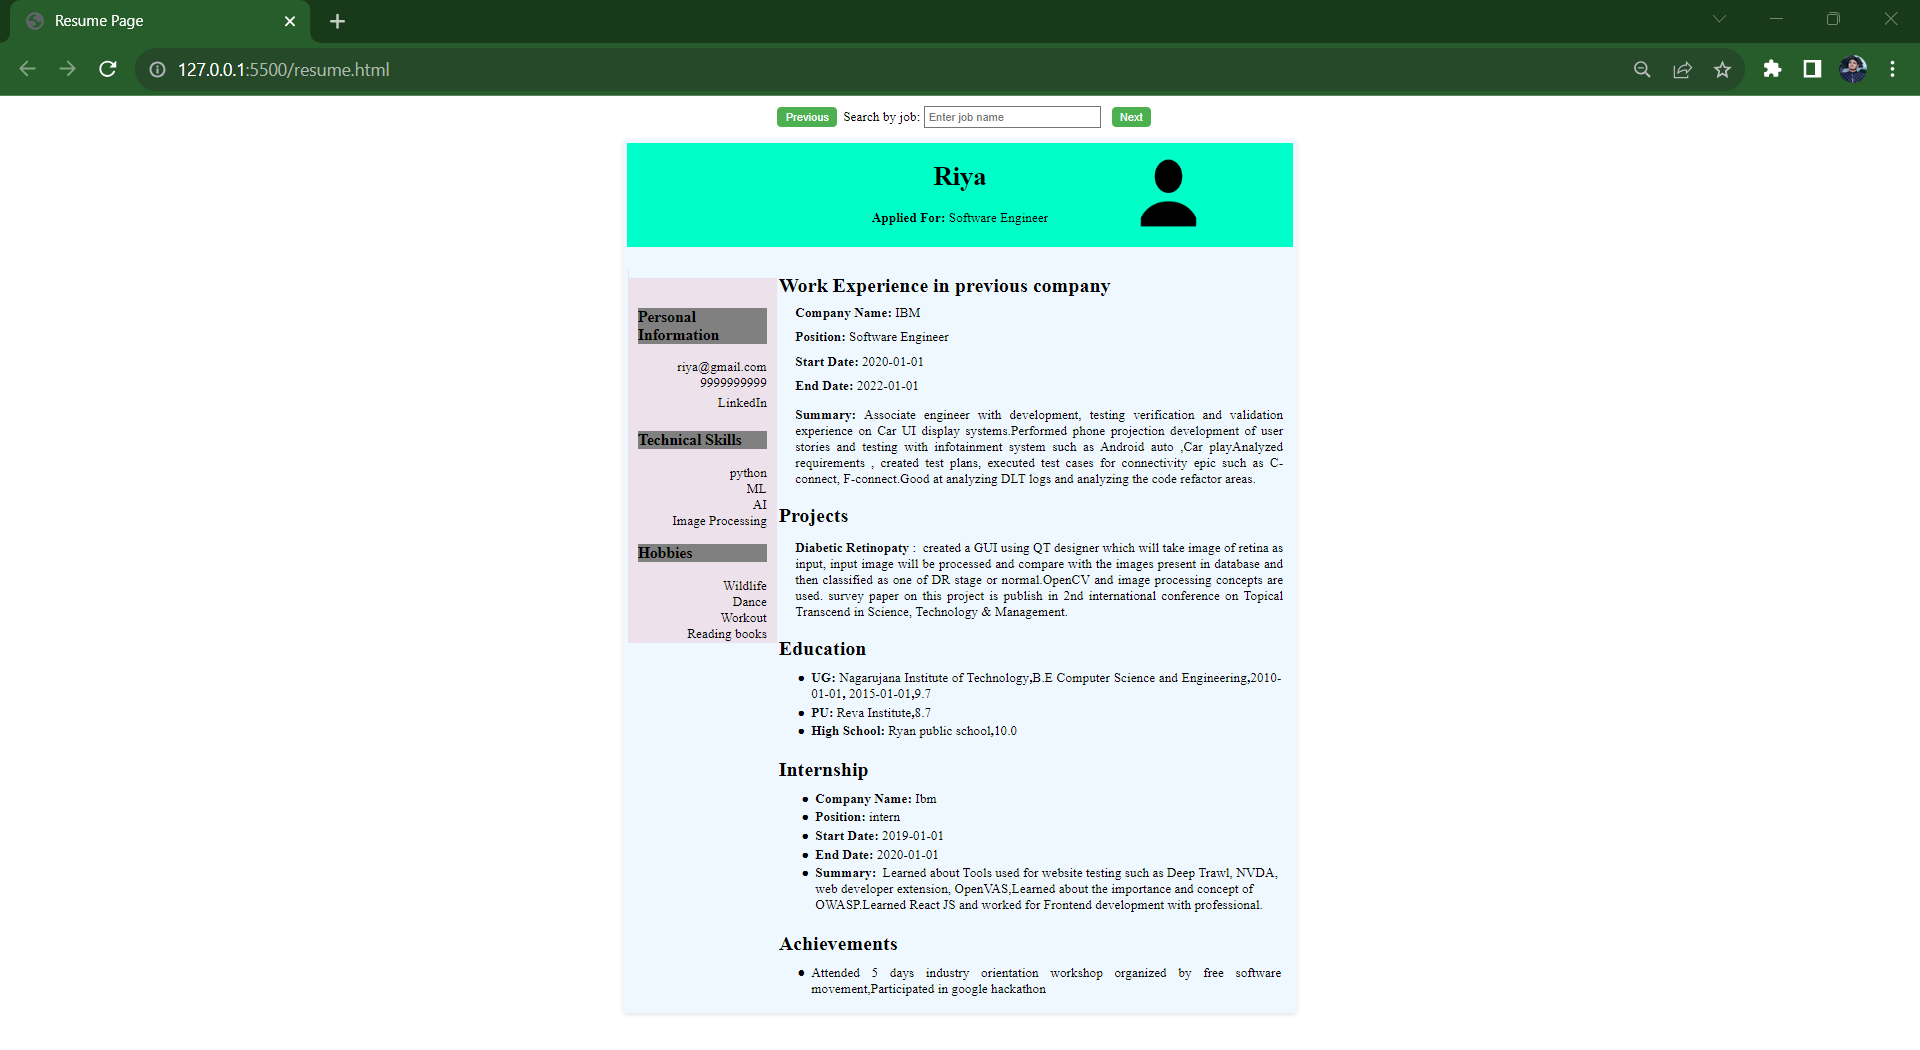 Resume Page
127.0.0.1:5500/resume.html
Previous Search by job: Enter job name Next
Riya
Applied For: Software Engineer
Personal
Information
riya@gmail.com
9999999999
LinkedIn
Technical Skills
python
ML
AI
Image Processing
Hobbies
Wildlife
Dance
Workout
Reading books
Work Experience in previous company
Company Name: IBM
Position: Software Engineer
Start Date: 2020-01-01
End Date: 2022-01-01
Summary: Associate engineer with development, testing verification and validation
experience on Car UI display systems.Performed phone projection development of user
stories and testing with infotainment system such as Android auto ,Car playAnalyzed
requirements , created test plans, executed test cases for connectivity epic such as C-
connect, F-connect.Good at analyzing DLT logs and analyzing the code refactor areas.
Projects
Diabetic Retinopaty : created a GUI using QT designer which will take image of retina as
input, input image will be processed and compare with the images present in database and
then classified as one of DR stage or normal.OpenCV and image processing concepts are
used. survey paper on this project is publish in 2nd international conference on Topical
Transcend in Science, Technology & Management.
Education
• UG: Nagarujana Institute of Technology,B.E Computer Science and Engineering,2010-
01-01, 2015-01-01,9.7
• PU: Reva Institute,8.7
• High School: Ryan public school,10.0
Internship
• Company Name: Ibm
• Position: intern
• Start Date: 2019-01-01
• End Date: 2020-01-01
• Summary: Learned about Tools used for website testing such as Deep Trawl, NVDA,
web developer extension, OpenVAS,Learned about the importance and concept of
OWASP.Learned React JS and worked for Frontend development with professional.
Achievements
• Attended 5 days industry orientation workshop organized by free software
movement,Participated in google hackathon